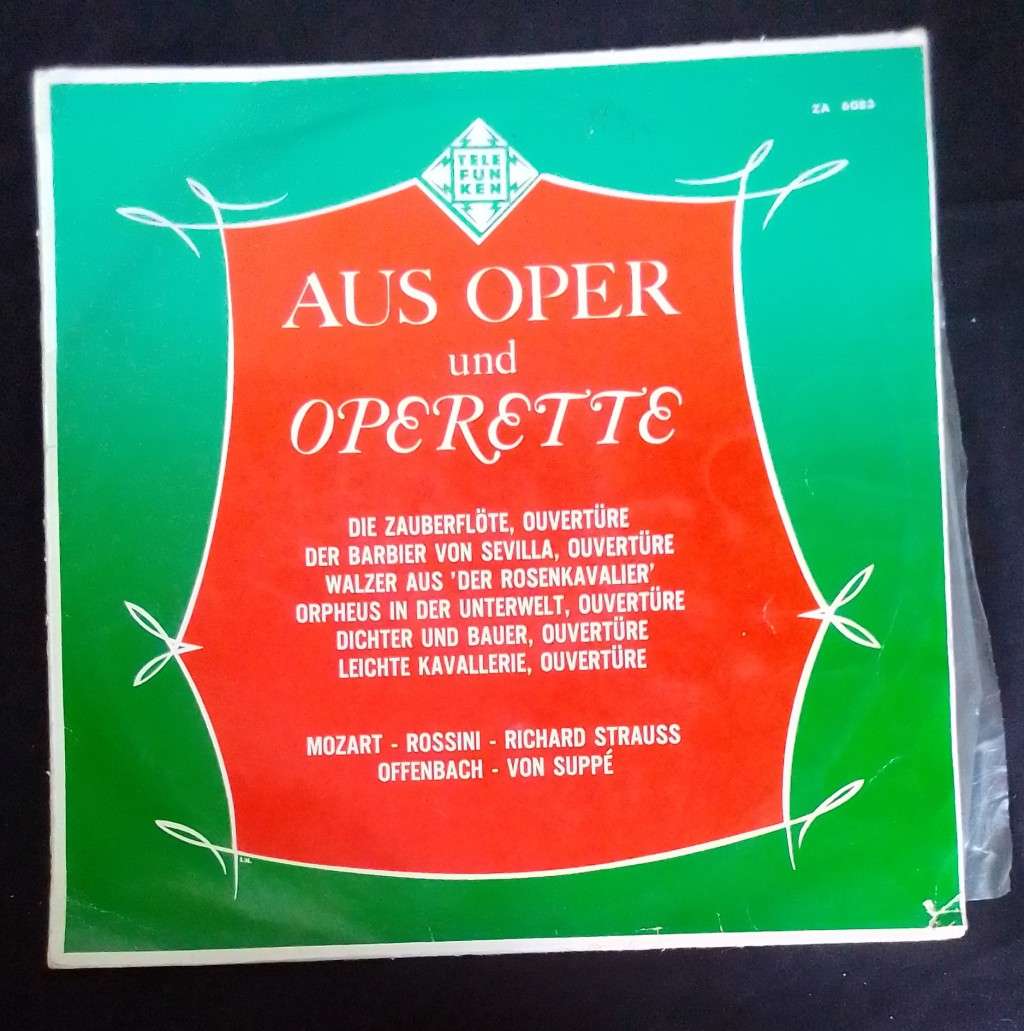 ZA 6083
TELE
FUN
KEN
AUS OPER
und
OPERETTE
DIE ZAUBERFLÖTE, OUVERTÜRE
DER BARBIER VON SEVILLA, OUVERTÜRE
WALZER AUS 'DER ROSENKAVALIER'
ORPHEUS IN DER UNTERWELT, OUVERTÜRE
DICHTER UND BAUER, OUVERTÜRE
LEICHTE KAVALLERIE, OUVERTÜRE
MOZART - ROSSINI - RICHARD STRAUSS
OFFENBACH - VON SUPPÉ